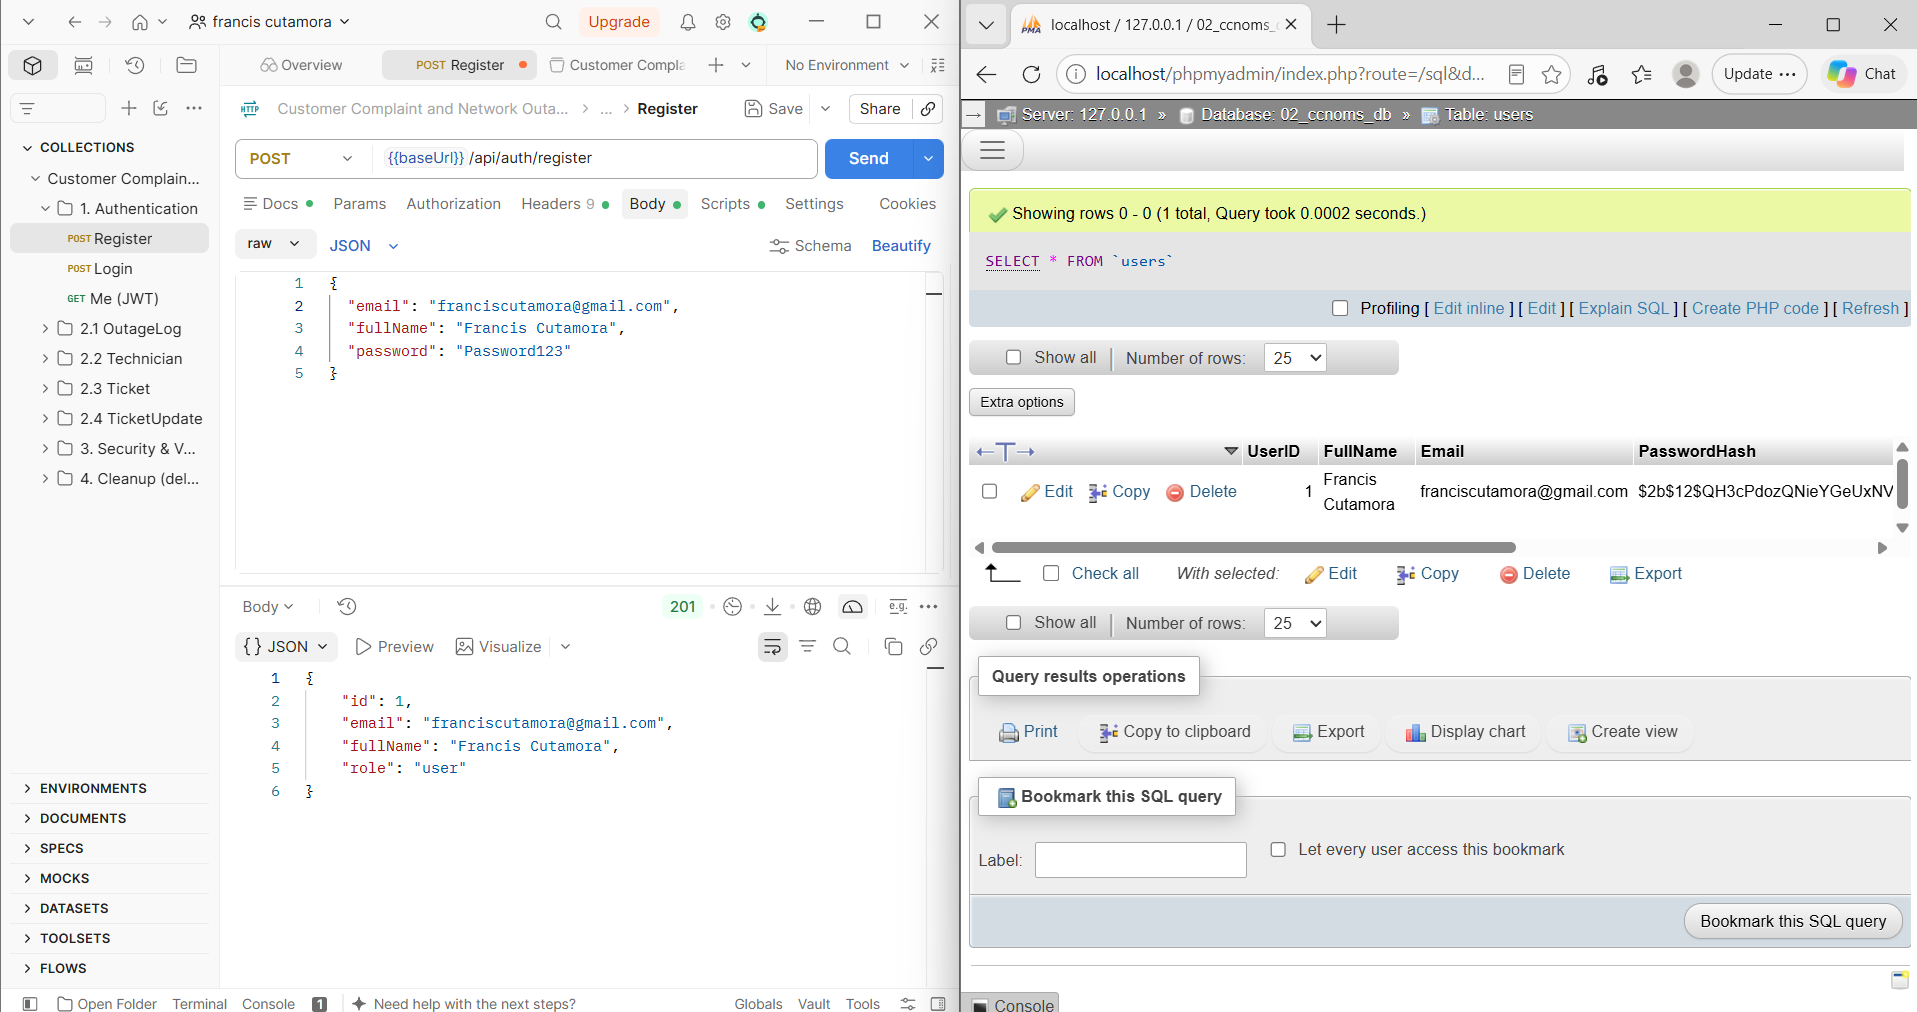 francis cutamora
Upgrade
Overview
POST Register
Customer Compla
No Environment
HTTP
Customer Complaint and Network Outa... > ... > Register
Save
Share
COLLECTIONS
Customer Complain...
1. Authentication
POST Register
POST Login
GET Me (JWT)
2.1 OutageLog
2.2 Technician
2.3 Ticket
2.4 TicketUpdate
3. Security & V...
4. Cleanup (del...
ENVIRONMENTS
DOCUMENTS
SPECS
MOCKS
DATASETS
TOOLSETS
FLOWS
POST
{{baseUrl}} /api/auth/register
Send
Docs
Params
Authorization
Headers 9
Body
Scripts
Settings
Cookies
raw
JSON
Schema
Beautify
1 {
2 "email": "franciscutamora@gmail.com",
3 "fullName": "Francis Cutamora",
4 "password": "Password123"
5 }
Body
201
e.g.
{} JSON
Preview
Visualize
1 {
2 "id": 1,
3 "email": "franciscutamora@gmail.com",
4 "fullName": "Francis Cutamora",
5 "role": "user"
6 }
Open Folder
Terminal
Console
1
Need help with the next steps?
Globals
Vault
Tools
PMA
localhost / 127.0.0.1 / 02_ccnoms_
localhost/phpmyadmin/index.php?route=/sql&d...
Update
Chat
Server: 127.0.0.1 » Database: 02_ccnoms_db » Table: users
Showing rows 0 - 0 (1 total, Query took 0.0002 seconds.)
SELECT * FROM `users`
Profiling [ Edit inline ] [ Edit ] [ Explain SQL ] [ Create PHP code ] [ Refresh ]
Show all
Number of rows:
25
Extra options
UserID
FullName
Email
PasswordHash
Edit
Copy
Delete
1
Francis
Cutamora
franciscutamora@gmail.com
$2b$12$QH3cPdozQNieYGeUxNV
Check all
With selected:
Edit
Copy
Delete
Export
Show all
Number of rows:
25
Query results operations
Print
Copy to clipboard
Export
Display chart
Create view
Bookmark this SQL query
Label:
Let every user access this bookmark
Bookmark this SQL query
Console